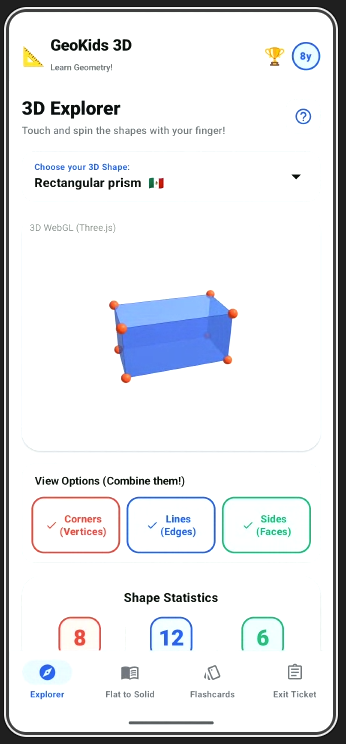 GeoKids 3D
Learn Geometry!
8y
3D Explorer
Touch and spin the shapes with your finger!
Choose your 3D Shape:
Rectangular prism 🇲🇽
3D WebGL (Three.js)
View Options (Combine them!)
Corners
(Vertices)
Lines
(Edges)
Sides
(Faces)
Shape Statistics
8 12 6
Explorer
Flat to Solid
Flashcards
Exit Ticket